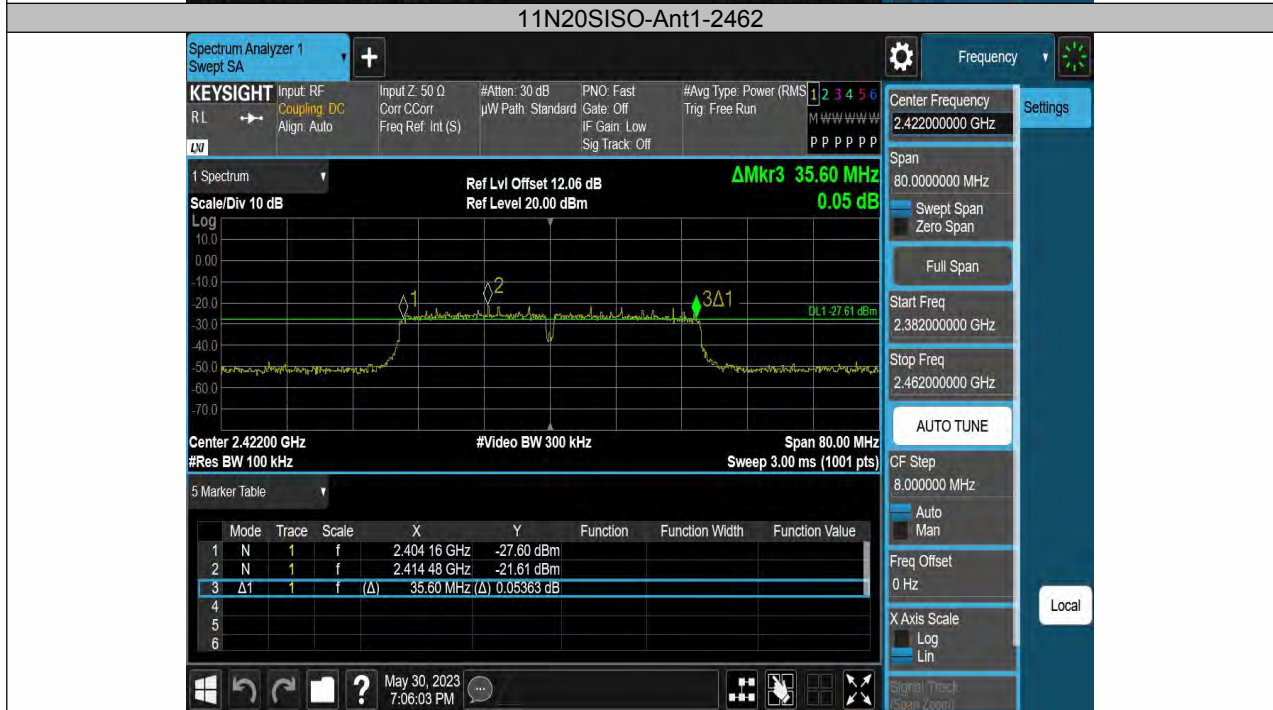 11N20SISO-Ant1-2462
Spectrum Analyzer 1
Swept SA
+
Frequency
KEYSIGHT
RL
LXI
Input: RF
Coupling: DC
Align: Auto
Input Z: 50 Ω
Corr CCorr
Freq Ref: Int (S)
#Atten: 30 dB
µW Path: Standard
PNO: Fast
Gate: Off
IF Gain: Low
Sig Track: Off
#Avg Type: Power (RMS
Trig: Free Run
1 2 3 4 5 6
M W W W W W
P P P P P P
1 Spectrum
Scale/Div 10 dB
Ref Lvl Offset 12.06 dB
Ref Level 20.00 dBm
ΔMkr3 35.60 MHz
0.05 dB
Log
10.0
0.00
-10.0
-20.0
-30.0
-40.0
-50.0
-60.0
-70.0
1
2
3Δ1
DL1 -27.61 dBm
Center 2.42200 GHz
#Video BW 300 kHz
Span 80.00 MHz
#Res BW 100 kHz
Sweep 3.00 ms (1001 pts)
5 Marker Table
Mode Trace Scale X Y Function Function Width Function Value
1 N 1 f 2.404 16 GHz -27.60 dBm
2 N 1 f 2.414 48 GHz -21.61 dBm
3 Δ1 1 f (Δ) 35.60 MHz (Δ) 0.05363 dB
4
5
6
Center Frequency
2.422000000 GHz
Settings
Span
80.0000000 MHz
Swept Span
Zero Span
Full Span
Start Freq
2.382000000 GHz
Stop Freq
2.462000000 GHz
AUTO TUNE
CF Step
8.000000 MHz
Auto
Man
Freq Offset
0 Hz
X Axis Scale
Log
Lin
Signal Track
(Span Zoom)
Local
?
May 30, 2023
7:06:03 PM